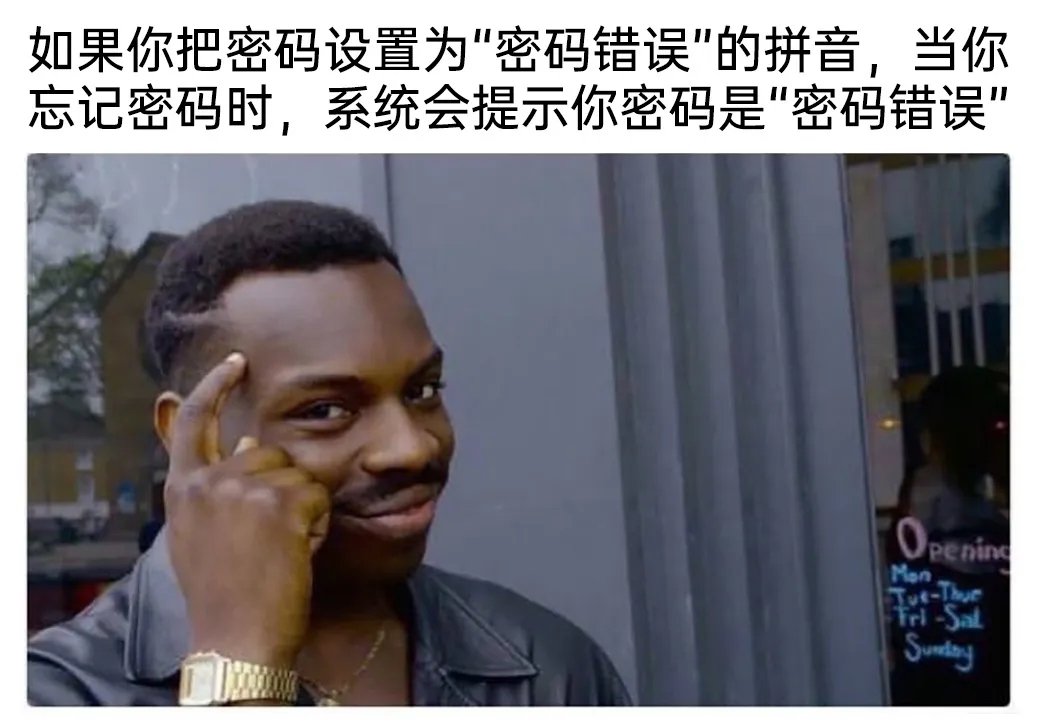 如果你把密码设置为“密码错误”的拼音，当你
忘记密码时，系统会提示你密码是“密码错误”
Opening
Mon
Tue-Thur
Fri-Sat
Sunday